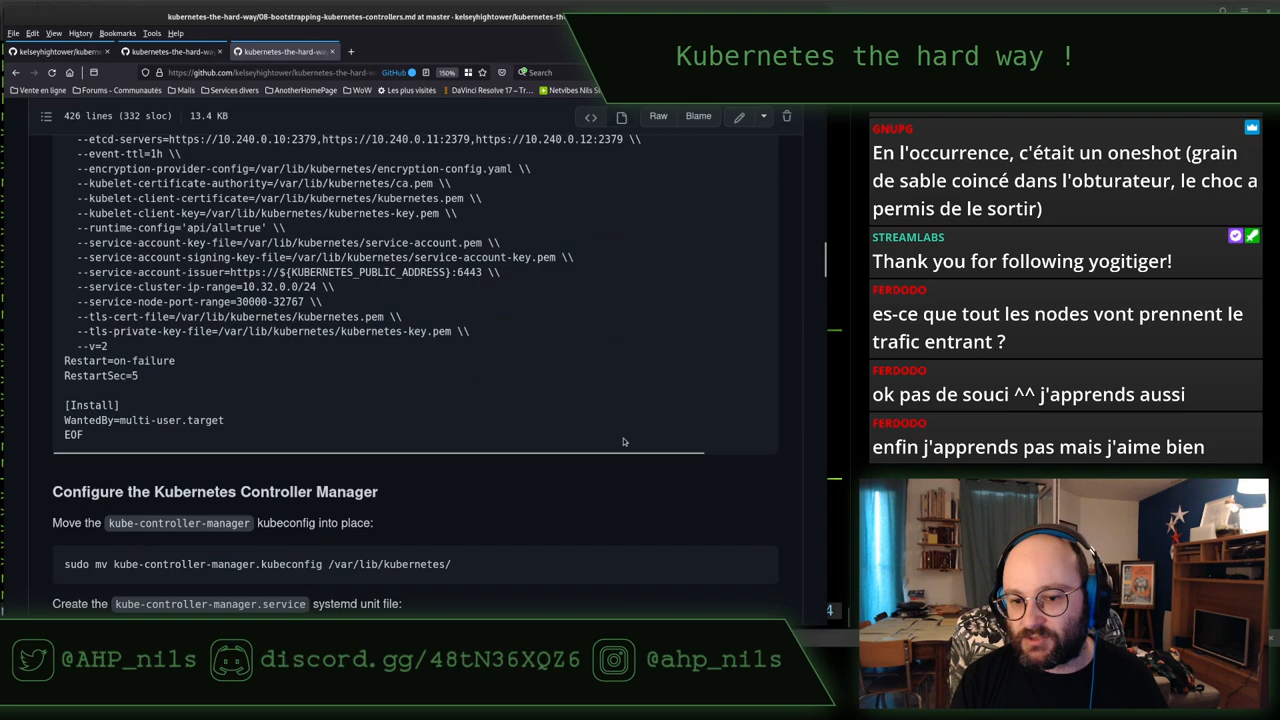 kubernetes-the-hard-way/08-bootstrapping-kubernetes-controllers.md at master · kelseyhightower/kubernetes-th
File Edit View History Bookmarks Tools Help
kelseyhightower/kubern
kubernetes-the-hard-way
kubernetes-the-hard-way
https://github.com/kelseyhightower/kubernetes-the-hard-w
GitHub
150%
Search
Vente en ligne
Forums - Communautés
Mails
Services divers
AnotherHomePage
WoW
Les plus visités
DaVinci Resolve 17 – Tr…
Netvibes
Kubernetes the hard way !
426 lines (332 sloc) 13.4 KB
Raw
Blame
--etcd-servers=https://10.240.0.10:2379,https://10.240.0.11:2379,https://10.240.0.12:2379 \\
--event-ttl=1h \\
--encryption-provider-config=/var/lib/kubernetes/encryption-config.yaml \\
--kubelet-certificate-authority=/var/lib/kubernetes/ca.pem \\
--kubelet-client-certificate=/var/lib/kubernetes/kubernetes.pem \\
--kubelet-client-key=/var/lib/kubernetes/kubernetes-key.pem \\
--runtime-config='api/all=true' \\
--service-account-key-file=/var/lib/kubernetes/service-account.pem \\
--service-account-signing-key-file=/var/lib/kubernetes/service-account-key.pem \\
--service-account-issuer=https://${KUBERNETES_PUBLIC_ADDRESS}:6443 \\
--service-cluster-ip-range=10.32.0.0/24 \\
--service-node-port-range=30000-32767 \\
--tls-cert-file=/var/lib/kubernetes/kubernetes.pem \\
--tls-private-key-file=/var/lib/kubernetes/kubernetes-key.pem \\
--v=2
Restart=on-failure
RestartSec=5
[Install]
WantedBy=multi-user.target
EOF
Configure the Kubernetes Controller Manager
Move the kube-controller-manager kubeconfig into place:
sudo mv kube-controller-manager.kubeconfig /var/lib/kubernetes/
Create the kube-controller-manager.service systemd unit file:
GNUPG
En l'occurrence, c'était un oneshot (grain
de sable coincé dans l'obturateur, le choc a
permis de le sortir)
STREAMLABS
Thank you for following yogitiger!
FERDODO
es-ce que tout les nodes vont prennent le
trafic entrant ?
FERDODO
ok pas de souci ^^ j'apprends aussi
FERDODO
enfin j'apprends pas mais j'aime bien
4
@AHP_nils
discord.gg/48tN36XQZ6
@ahp_nils